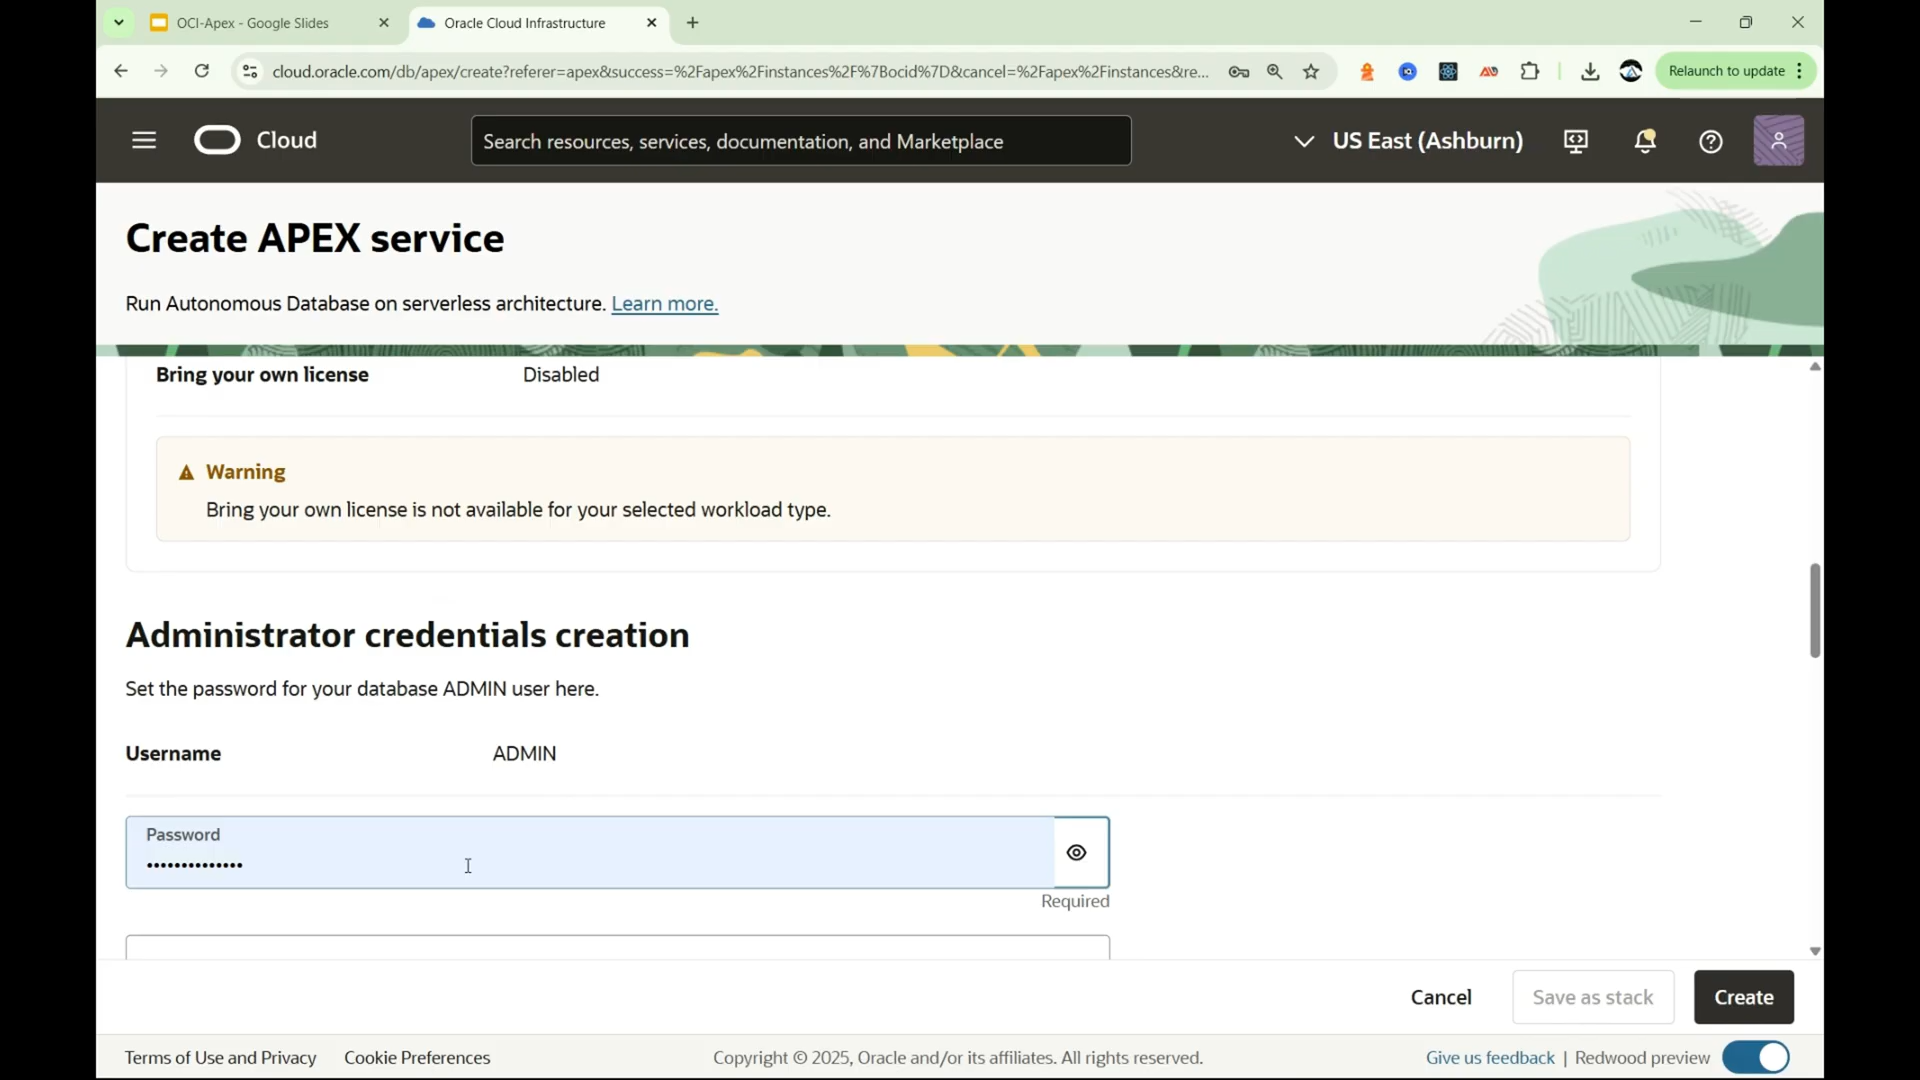 OCI-Apex - Google Slides
Oracle Cloud Infrastructure
cloud.oracle.com/db/apex/create?referer=apex&success=%2Fapex%2Finstances%2F%7Bocid%7D&cancel=%2Fapex%2Finstances&re...
Relaunch to update
Cloud
Search resources, services, documentation, and Marketplace
US East (Ashburn)
Create APEX service
Run Autonomous Database on serverless architecture. Learn more.
Bring your own license Disabled
Warning
Bring your own license is not available for your selected workload type.
Administrator credentials creation
Set the password for your database ADMIN user here.
Username ADMIN
Password
••••••••••••••
Required
Cancel Save as stack Create
Terms of Use and Privacy Cookie Preferences Copyright © 2025, Oracle and/or its affiliates. All rights reserved. Give us feedback | Redwood preview